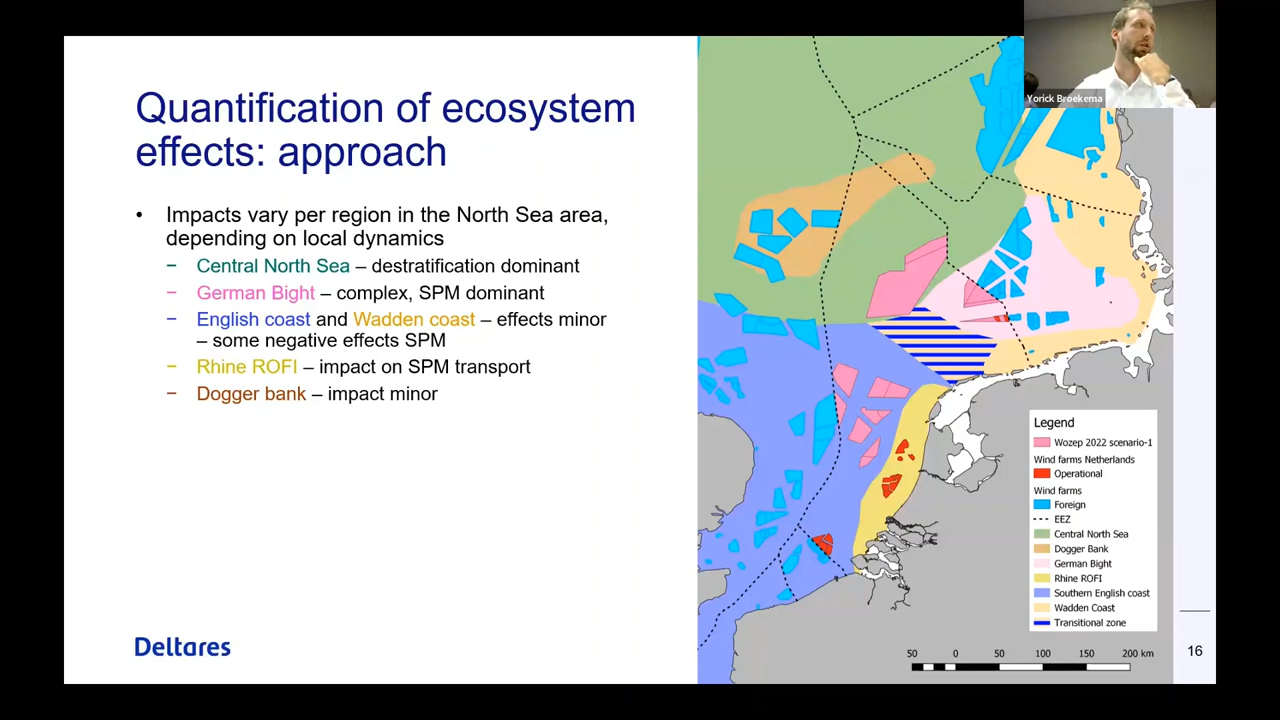 Yorick Broekema
Quantification of ecosystem
effects: approach
• Impacts vary per region in the North Sea area,
depending on local dynamics
− Central North Sea – destratification dominant
− German Bight – complex, SPM dominant
− English coast and Wadden coast – effects minor
– some negative effects SPM
− Rhine ROFI – impact on SPM transport
− Dogger bank – impact minor
Legend
Wozep 2022 scenario-1
Wind farms Netherlands
Operational
Wind farms
Foreign
EEZ
Central North Sea
Dogger Bank
German Bight
Rhine ROFI
Southern English coast
Wadden Coast
Transitional zone
50 0 50 100 150 200 km
Deltares
16